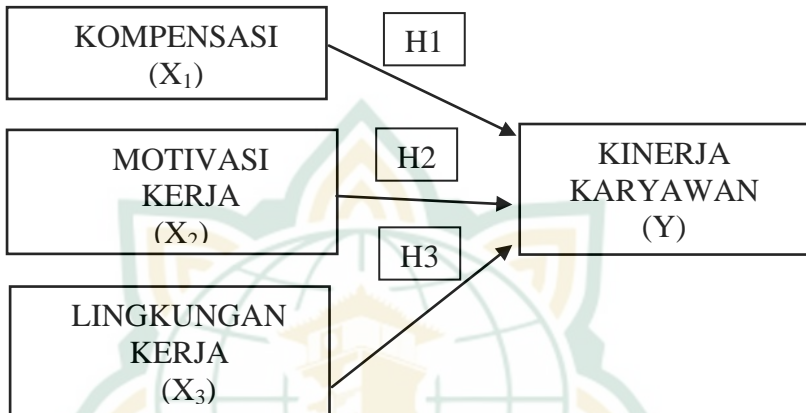 KOMPENSASI
(X₁)
H1
MOTIVASI
KERJA
(X₂)
H2
KINERJA
KARYAWAN
(Y)
H3
LINGKUNGAN
KERJA
(X₃)